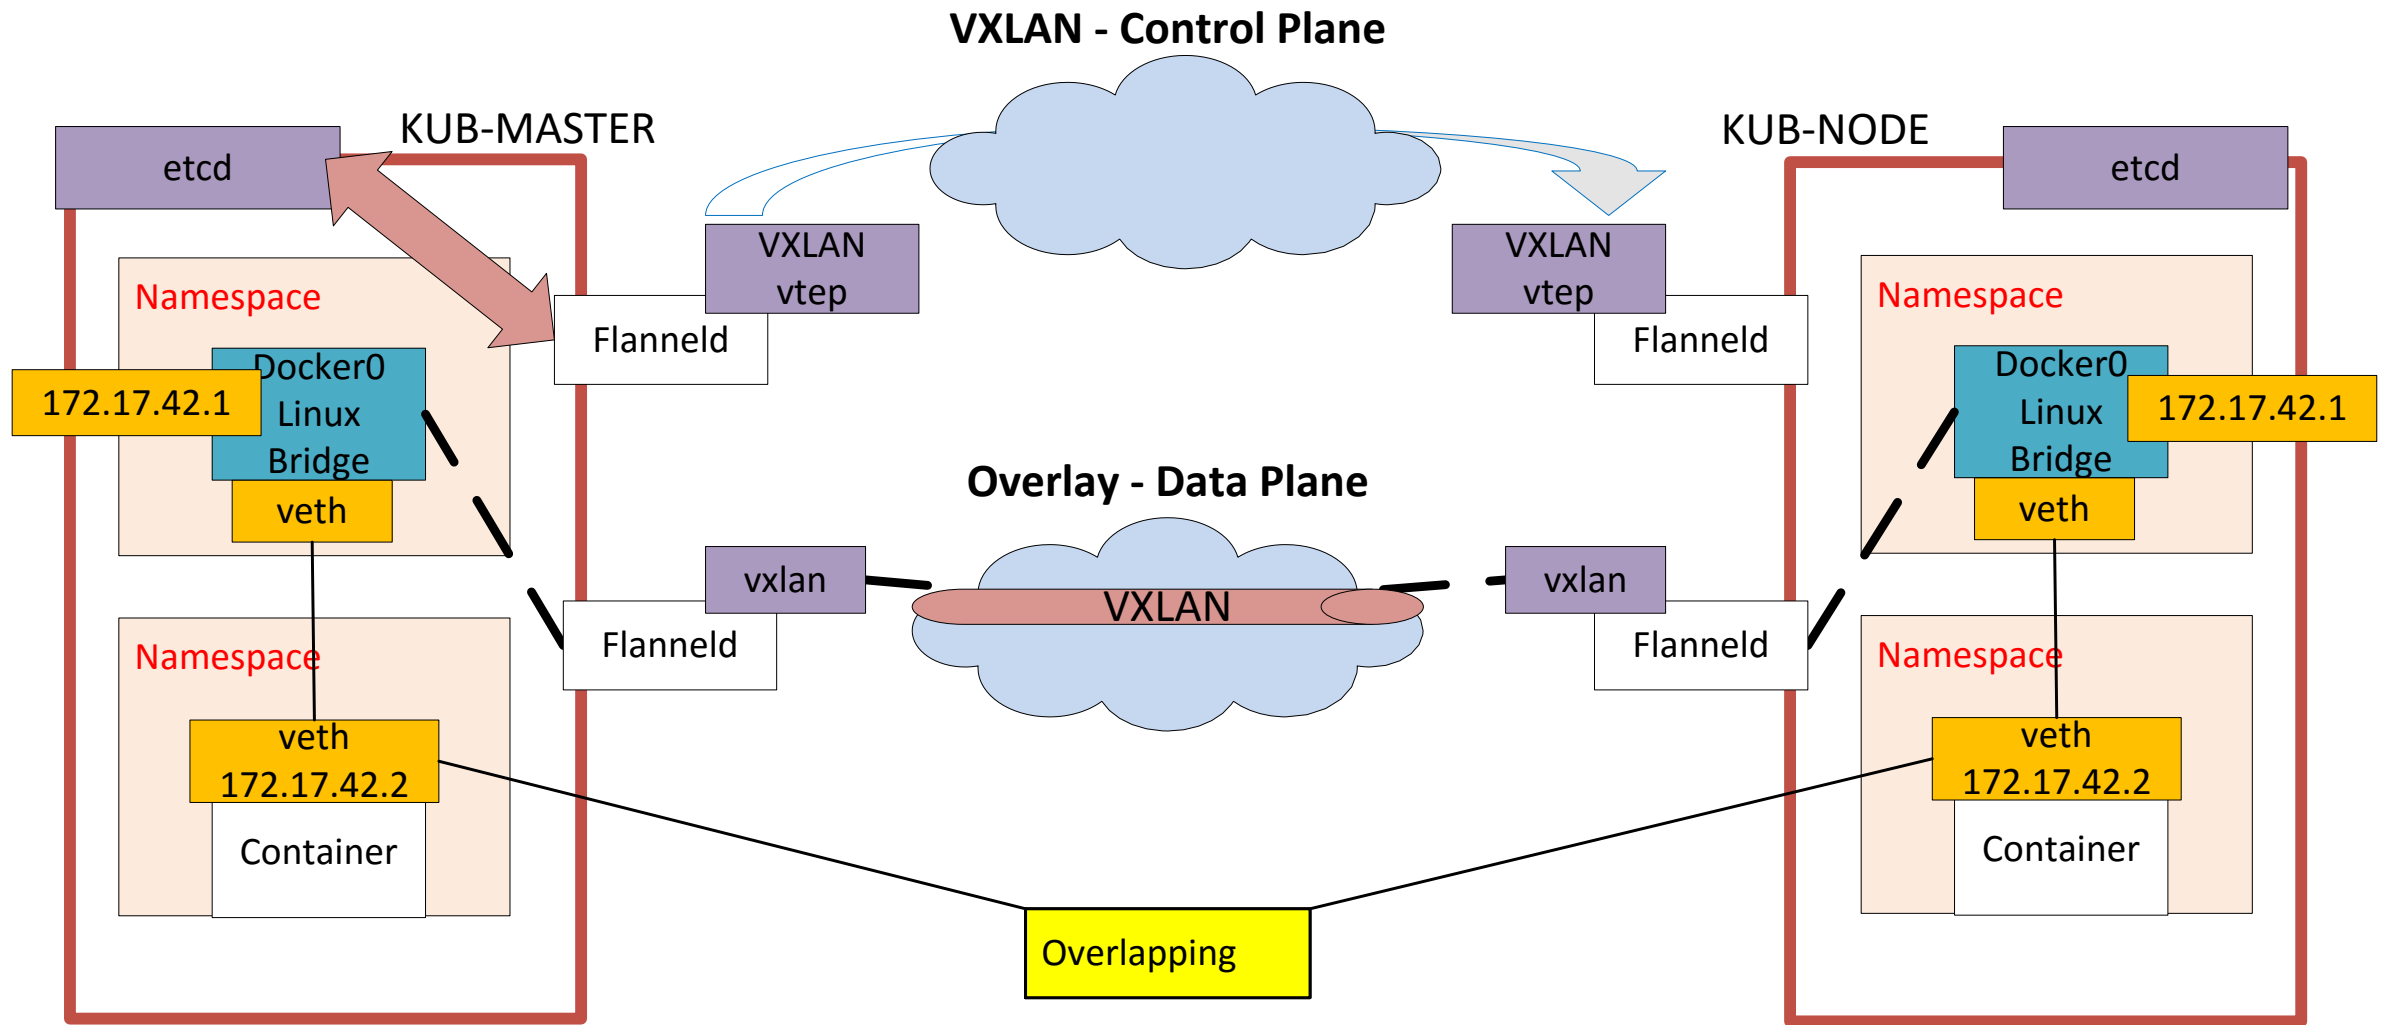 VXLAN - Control Plane
KUB-MASTER
KUB-NODE
etcd
etcd
VXLAN
vtep
VXLAN
vtep
Namespace
Namespace
Flanneld
Flanneld
Docker0
Linux
Bridge
172.17.42.1
Docker0
Linux
Bridge
172.17.42.1
Overlay - Data Plane
veth
veth
vxlan
VXLAN
vxlan
Flanneld
Flanneld
Namespace
Namespace
veth
172.17.42.2
veth
172.17.42.2
Container
Container
Overlapping